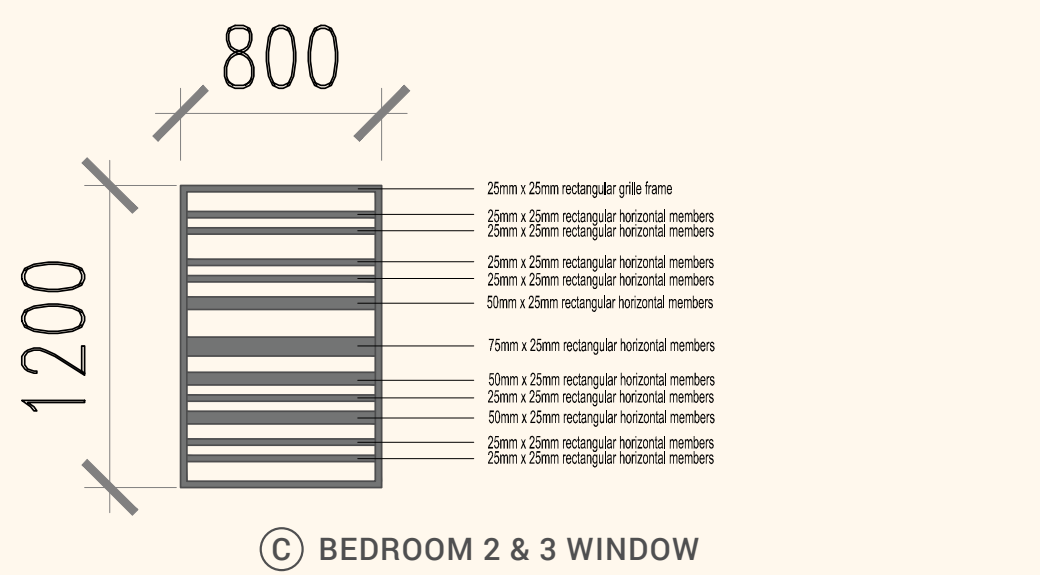 800
1200
25mm x 25mm rectangular grille frame
25mm x 25mm rectangular horizontal members
25mm x 25mm rectangular horizontal members
25mm x 25mm rectangular horizontal members
25mm x 25mm rectangular horizontal members
50mm x 25mm rectangular horizontal members
75mm x 25mm rectangular horizontal members
50mm x 25mm rectangular horizontal members
25mm x 25mm rectangular horizontal members
50mm x 25mm rectangular horizontal members
25mm x 25mm rectangular horizontal members
25mm x 25mm rectangular horizontal members
C BEDROOM 2 & 3 WINDOW